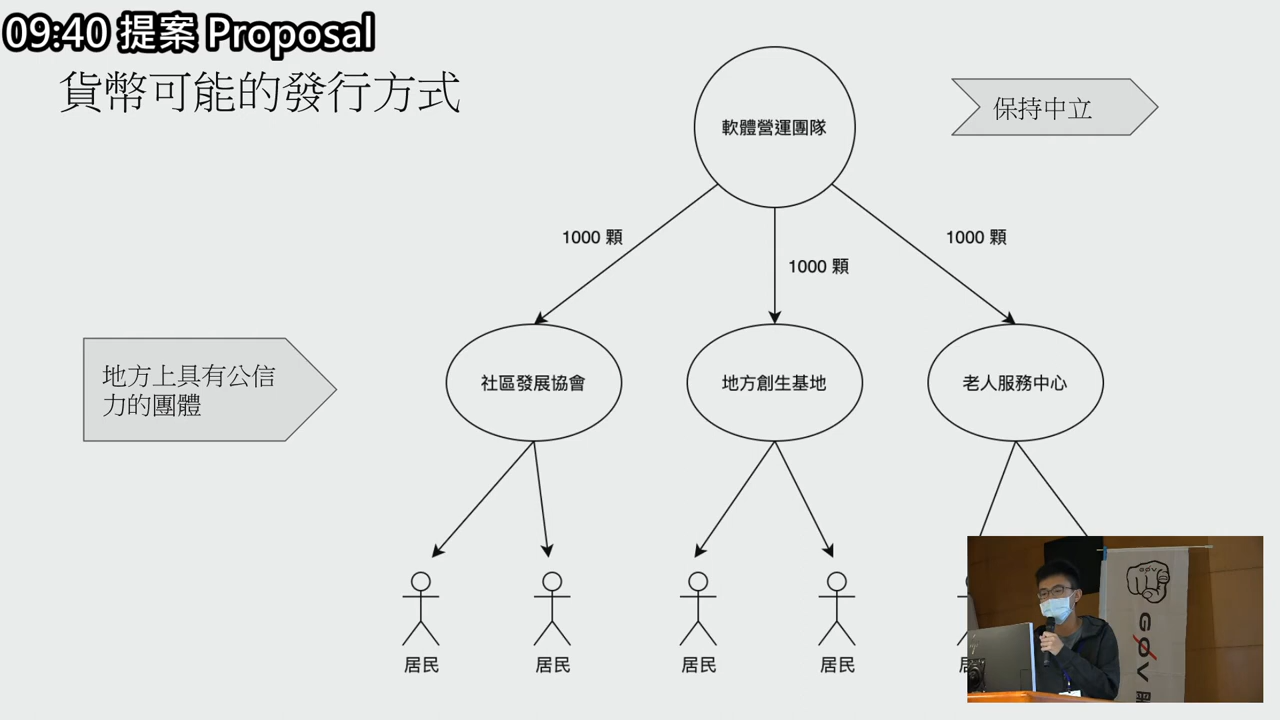 09:40 提案 Proposal
貨幣可能的發行方式
軟體營運團隊
保持中立
1000 顆
1000 顆
1000 顆
地方上具有公信
力的團體
社區發展協會
地方創生基地
老人服務中心
居民
居民
居民
居民
G0V